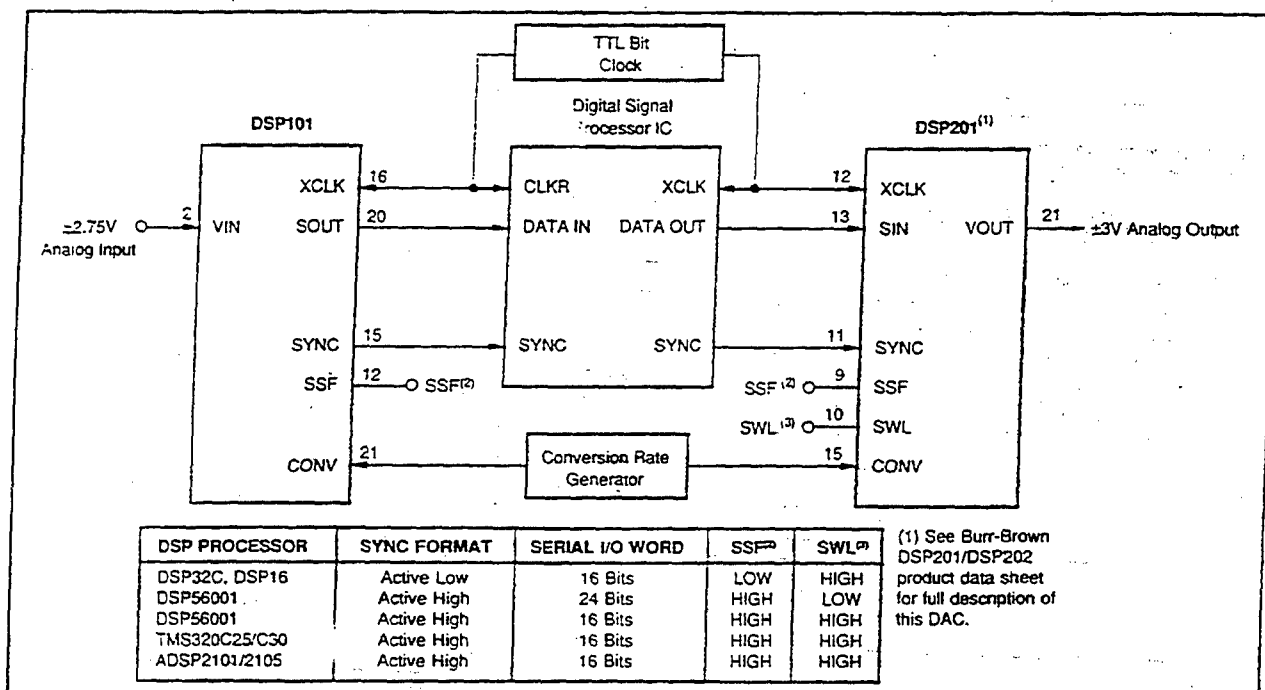 TTL Bit
Clock
Digital Signal
Processor IC
DSP101
DSP201(1)
XCLK
16
CLKR
XCLK
12
XCLK
±2.75V
Analog Input
2
VIN
SOUT
20
DATA IN
DATA OUT
13
SIN
VOUT
21
±3V Analog Output
SYNC
15
SYNC
SYNC
11
SYNC
SSF
12
SSF(2)
SSF(2)
9
SSF
SWL(3)
10
SWL
CONV
21
Conversion Rate
Generator
15
CONV
DSP PROCESSOR SYNC FORMAT SERIAL I/O WORD SSF(2) SWL(3)
DSP32C, DSP16 Active Low 16 Bits LOW HIGH
DSP56001 Active High 24 Bits HIGH LOW
DSP56001 Active High 16 Bits HIGH HIGH
TMS320C25/C30 Active High 16 Bits HIGH HIGH
ADSP2101/2105 Active High 16 Bits HIGH HIGH
(1) See Burr-Brown
DSP201/DSP202
product data sheet
for full description of
this DAC.